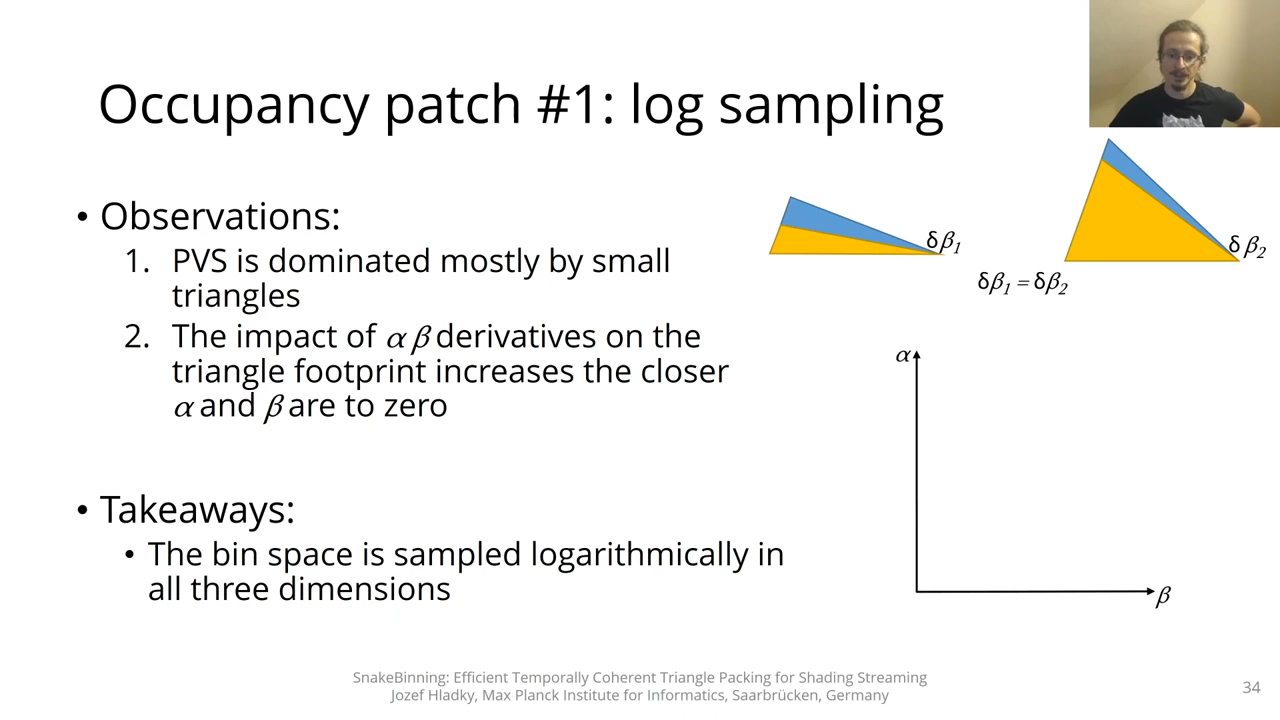 Occupancy patch #1: log sampling
• Observations:
1. PVS is dominated mostly by small
triangles
2. The impact of α β derivatives on the
triangle footprint increases the closer
α and β are to zero
• Takeaways:
• The bin space is sampled logarithmically in
all three dimensions
δβ₁
δβ₂
δβ₁ = δβ₂
α
β
SnakeBinning: Efficient Temporally Coherent Triangle Packing for Shading Streaming
Jozef Hladky, Max Planck Institute for Informatics, Saarbrücken, Germany
34